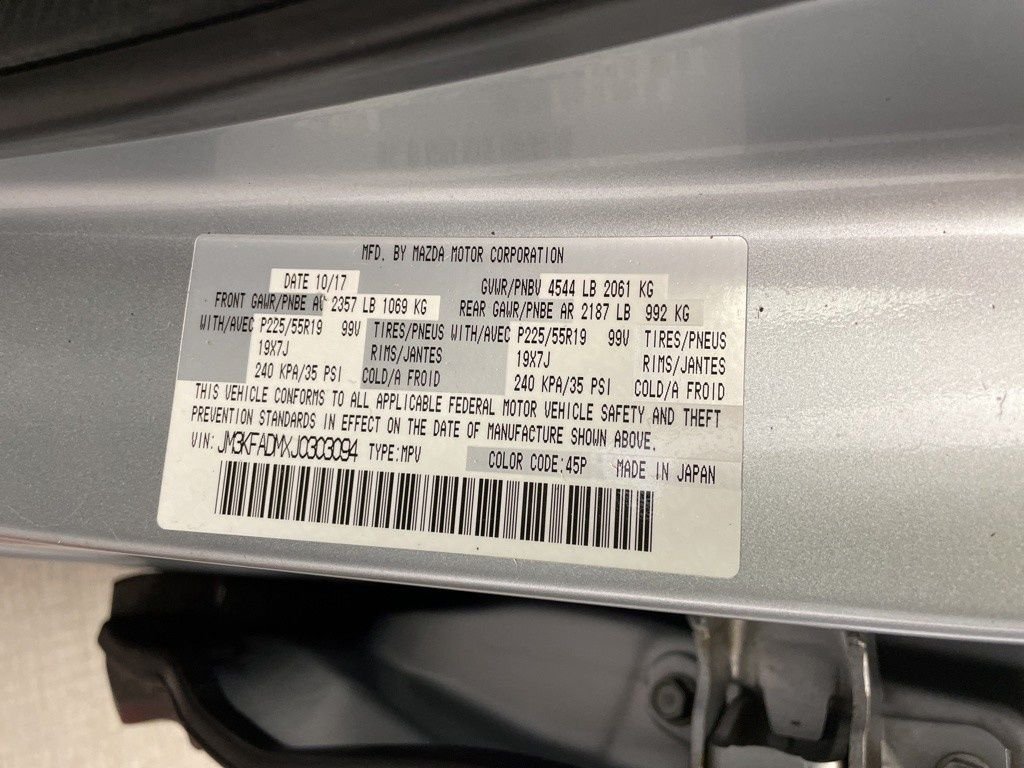 MFD. BY MAZDA MOTOR CORPORATION
DATE 10/17 GVWR/PNBV 4544 LB 2061 KG
FRONT GAWR/PNBE AV 2357 LB 1069 KG REAR GAWR/PNBE AR 2187 LB 992 KG
WITH/AVEC P225/55R19 99V TIRES/PNEUS WITH/AVEC P225/55R19 99V TIRES/PNEUS
19X7J RIMS/JANTES 19X7J RIMS/JANTES
240 KPA/35 PSI COLD/A FROID 240 KPA/35 PSI COLD/A FROID
THIS VEHICLE CONFORMS TO ALL APPLICABLE FEDERAL MOTOR VEHICLE SAFETY AND THEFT
PREVENTION STANDARDS IN EFFECT ON THE DATE OF MANUFACTURE SHOWN ABOVE.
VIN: JM3KFADMXJ0303094 TYPE:MPV COLOR CODE:45P MADE IN JAPAN